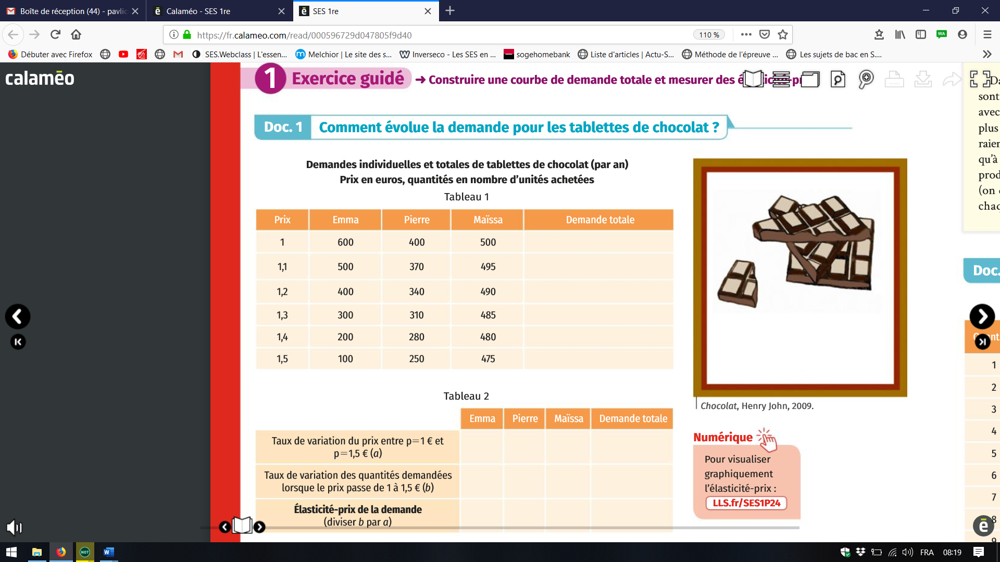 Boîte de réception (44) - pavlic
Calaméo - SES 1re
SES 1re
https://fr.calameo.com/read/000596729d047805f9d40
110 %
Débuter avec Firefox
SES.Webclass | L'essen...
Melchior | Le site des s...
Inverseco - Les SES en ...
sogehomebank
Liste d'articles | Actu-S...
Méthode de l'épreuve ...
Les sujets de bac en S....
calaméo
1 Exercice guidé → Construire une courbe de demande totale et mesurer des
Doc. 1 Comment évolue la demande pour les tablettes de chocolat ?
Demandes individuelles et totales de tablettes de chocolat (par an)
Prix en euros, quantités en nombre d'unités achetées
Tableau 1
Prix Emma Pierre Maïssa Demande totale
1 600 400 500
1,1 500 370 495
1,2 400 340 490
1,3 300 310 485
1,4 200 280 480
1,5 100 250 475
Tableau 2
Emma Pierre Maïssa Demande totale
Taux de variation du prix entre p=1 € et
p=1,5 € (a)
Taux de variation des quantités demandées
lorsque le prix passe de 1 à 1,5 € (b)
Élasticité-prix de la demande
(diviser b par a)
Chocolat, Henry John, 2009.
Numérique
Pour visualiser
graphiquement
l'élasticité-prix :
LLS.fr/SES1P24
Da
sont
avec
plus
raien
qu'à
prod
(on
chaq
Doc.
1
2
3
4
5
6
7
8
9
FRA
08:19